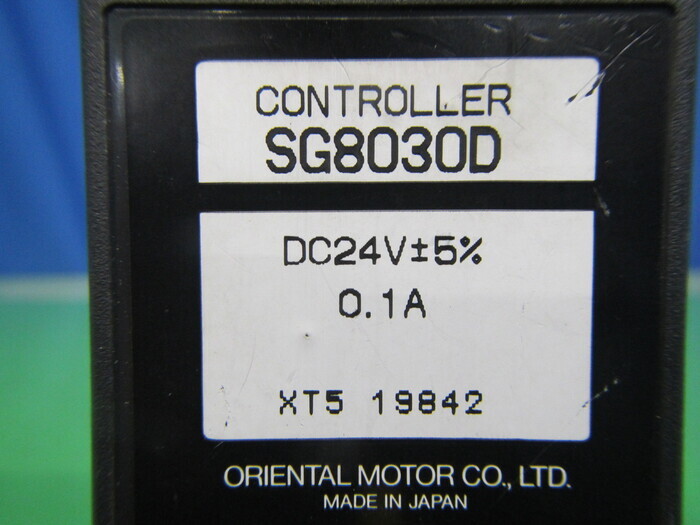 CONTROLLER
SG8030D
DC24V±5%
0.1A
XT5 19842
ORIENTAL MOTOR CO., LTD.
MADE IN JAPAN